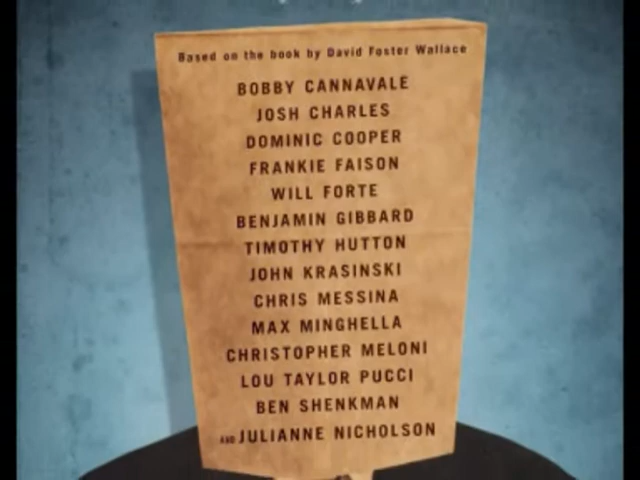 Based on the book by David Foster Wallace
BOBBY CANNAVALE
JOSH CHARLES
DOMINIC COOPER
FRANKIE FAISON
WILL FORTE
BENJAMIN GIBBARD
TIMOTHY HUTTON
JOHN KRASINSKI
CHRIS MESSINA
MAX MINGHELLA
CHRISTOPHER MELONI
LOU TAYLOR PUCCI
BEN SHENKMAN
AND JULIANNE NICHOLSON